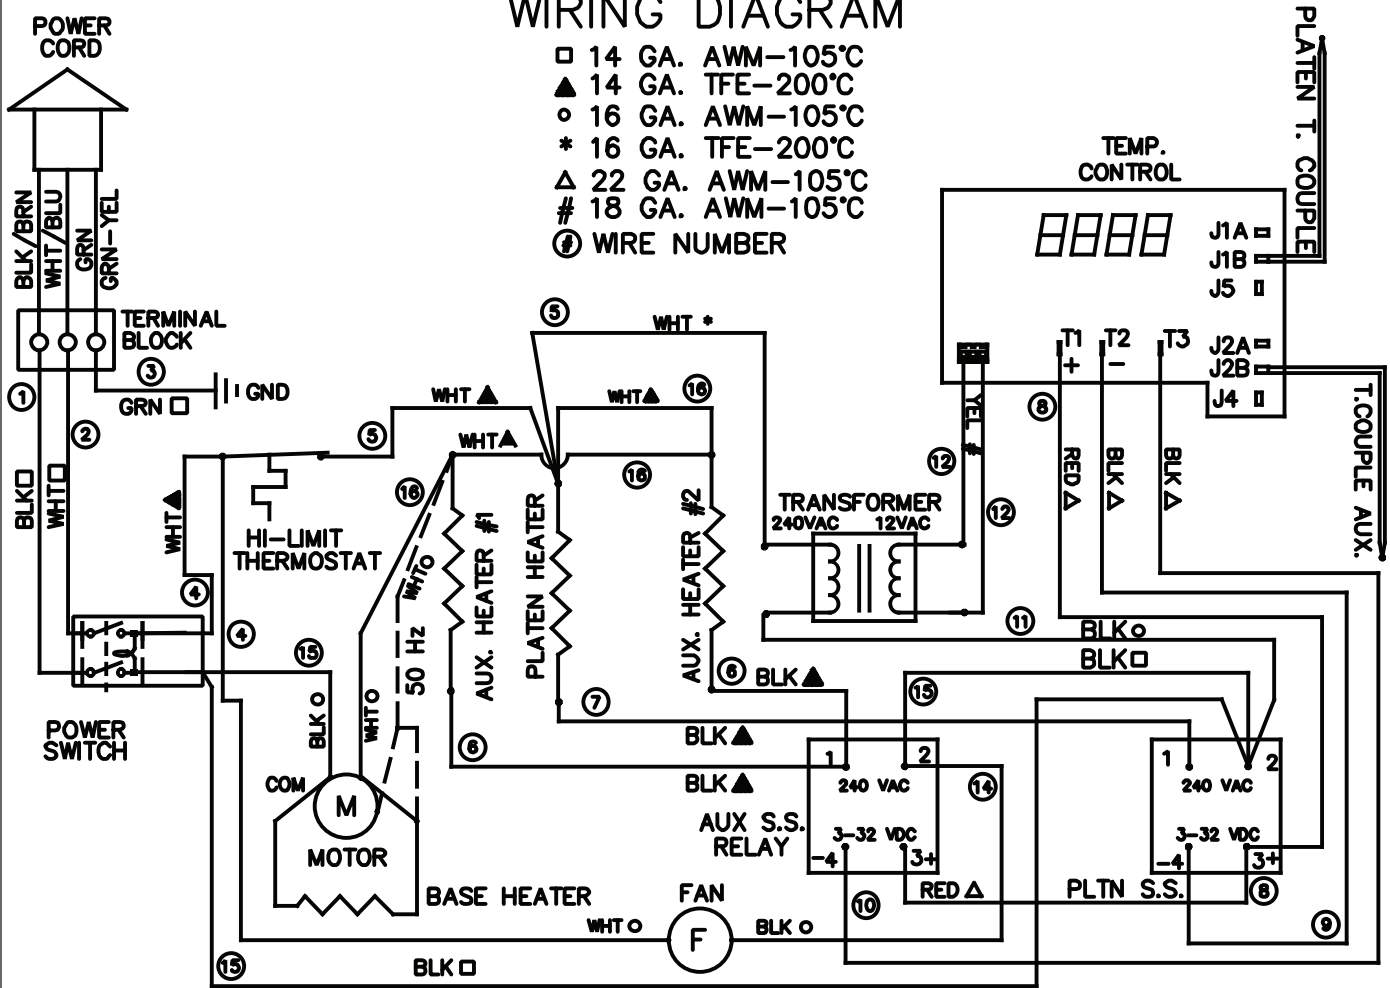 WIRING DIAGRAM
14 GA. AWM-105°C
14 GA. TFE-200°C
16 GA. AWM-105°C
* 16 GA. TFE-200°C
22 GA. AWM-105°C
# 18 GA. AWM-105°C
# WIRE NUMBER
POWER
CORD
BLK/BRN
WHT/BLU
GRN
GRN-YEL
TERMINAL
BLOCK
1
2
3
GRN
GND
BLK
WHT
WHT
HI-LIMIT
THERMOSTAT
4
4
5
WHT
5
WHT *
WHT
16
WHT
16
16
WHT
50 Hz
AUX. HEATER #1
PLATEN HEATER
AUX. HEATER #2
POWER
SWITCH
15
BLK
WHT
COM
M
MOTOR
BASE HEATER
6
7
6
BLK
BLK
BLK
TRANSFORMER
240VAC
12VAC
12
12
YEL #
TEMP.
CONTROL
8888
J1A
J1B
J5
J2A
J2B
J4
T1
+
T2
-
T3
PLATEN T. COUPLE
T.COUPLE AUX.
8
RED
BLK
BLK
11
BLK
BLK
15
1
2
240 VAC
3-32 VDC
-4
3+
AUX S.S.
RELAY
14
1
2
240 VAC
3-32 VDC
-4
3+
PLTN S.S.
RED
8
9
10
FAN
F
WHT
BLK
15
BLK